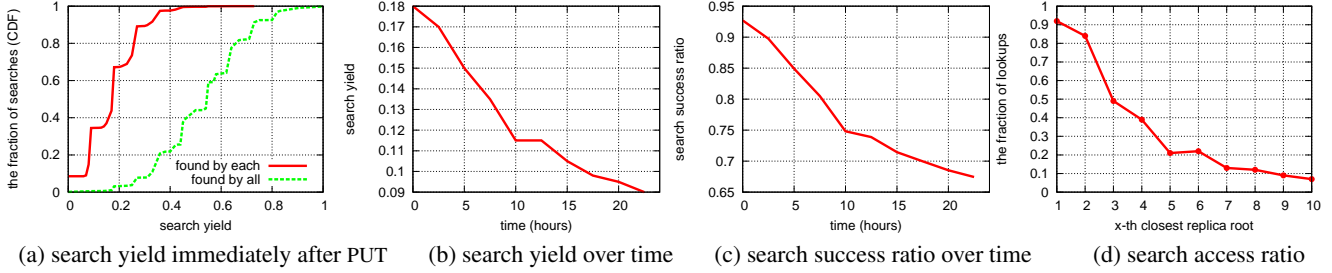 the fraction of searches (CDF)
1
0.8
0.6
0.4
0.2
0
0 0.2 0.4 0.6 0.8 1
found by each
found by all
search yield
(a) search yield immediately after PUT
search yield
0.18
0.17
0.16
0.15
0.14
0.13
0.12
0.11
0.1
0.09
0 5 10 15 20
time (hours)
(b) search yield over time
search success ratio
0.95
0.9
0.85
0.8
0.75
0.7
0.65
0 5 10 15 20
time (hours)
(c) search success ratio over time
the fraction of lookups
1
0.9
0.8
0.7
0.6
0.5
0.4
0.3
0.2
0.1
0
1 2 3 4 5 6 7 8 9 10
x-th closest replica root
(d) search access ratio